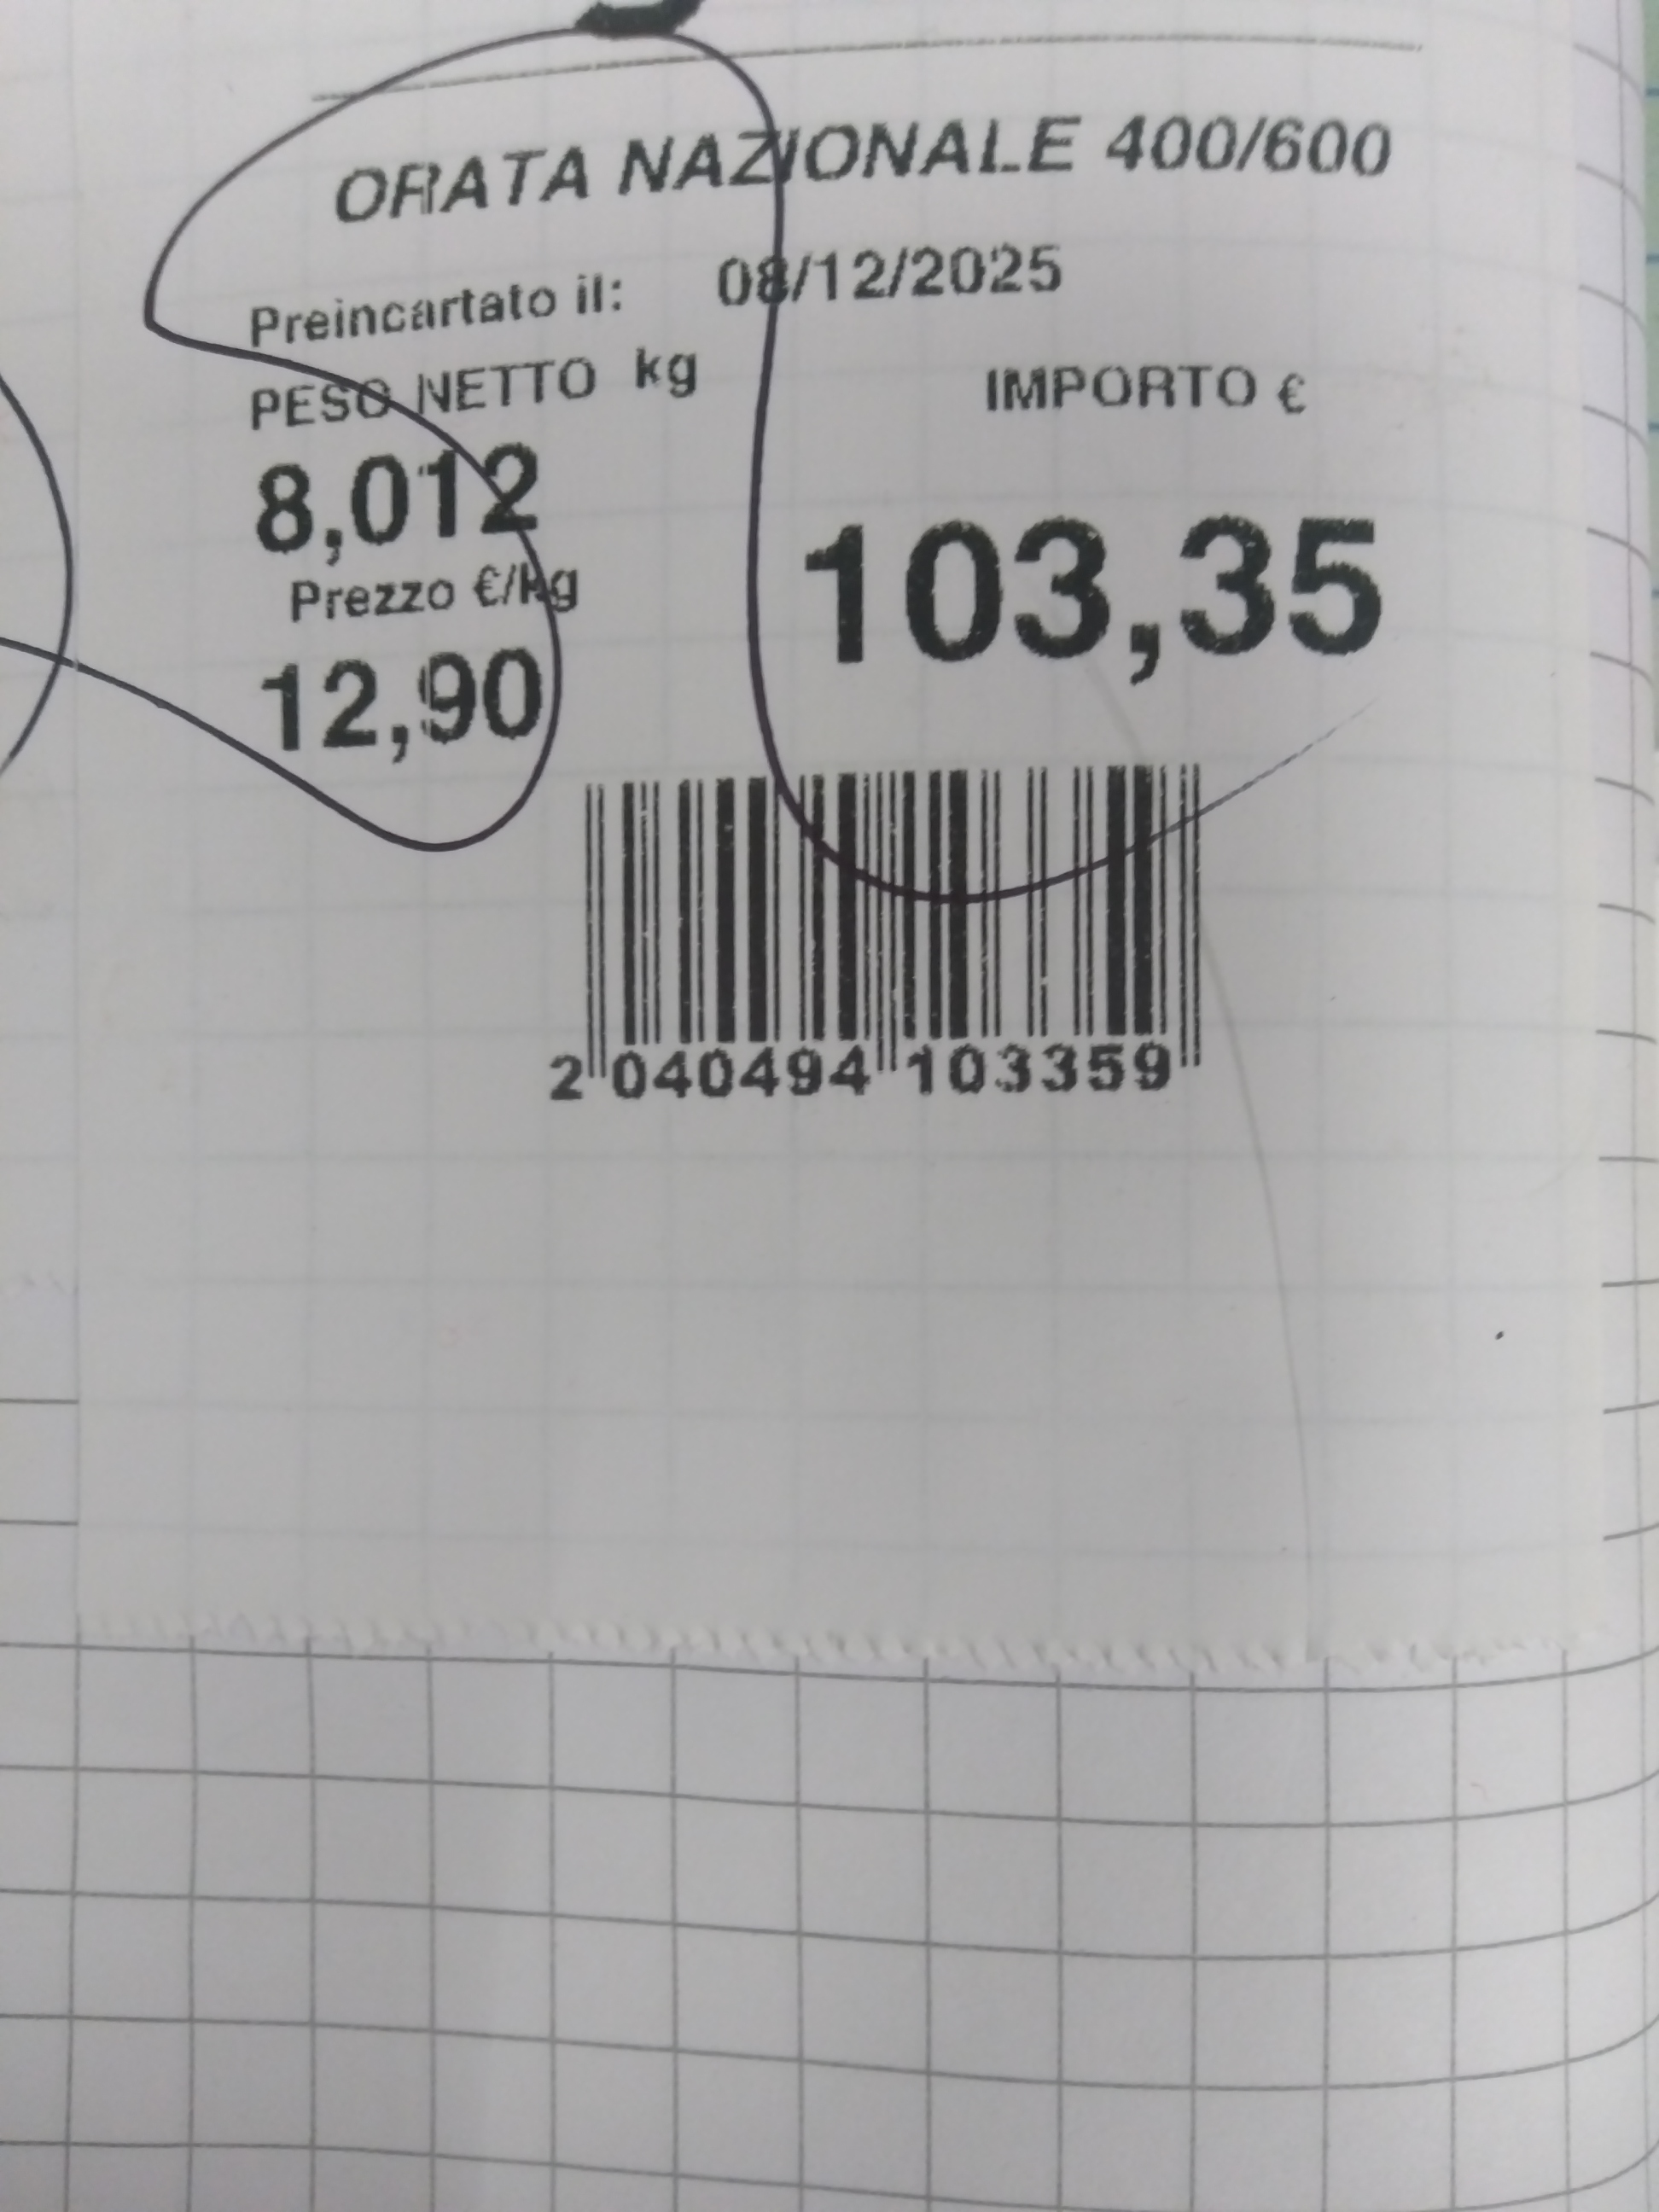 ORATA NAZIONALE 400/600
Preincartato il: 08/12/2025
PESO NETTO kg
IMPORTO €
8,012
Prezzo €/kg
103,35
12,90
2 040494 103359